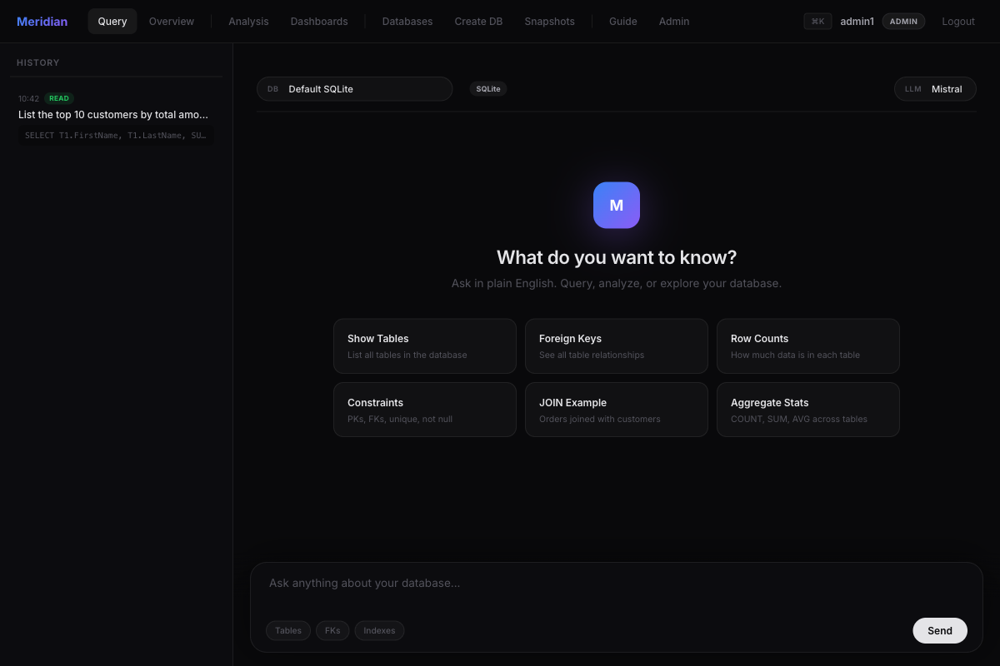 Meridian Query Overview Analysis Dashboards Databases Create DB Snapshots Guide Admin ⌘K admin1 ADMIN Logout
HISTORY
10:42 READ
List the top 10 customers by total amo...
SELECT T1.FirstName, T1.LastName, SU…
DB Default SQLite SQLite LLM Mistral
M
What do you want to know?
Ask in plain English. Query, analyze, or explore your database.
Show Tables Foreign Keys Row Counts
List all tables in the database See all table relationships How much data is in each table
Constraints JOIN Example Aggregate Stats
PKs, FKs, unique, not null Orders joined with customers COUNT, SUM, AVG across tables
Ask anything about your database...
Tables FKs Indexes Send